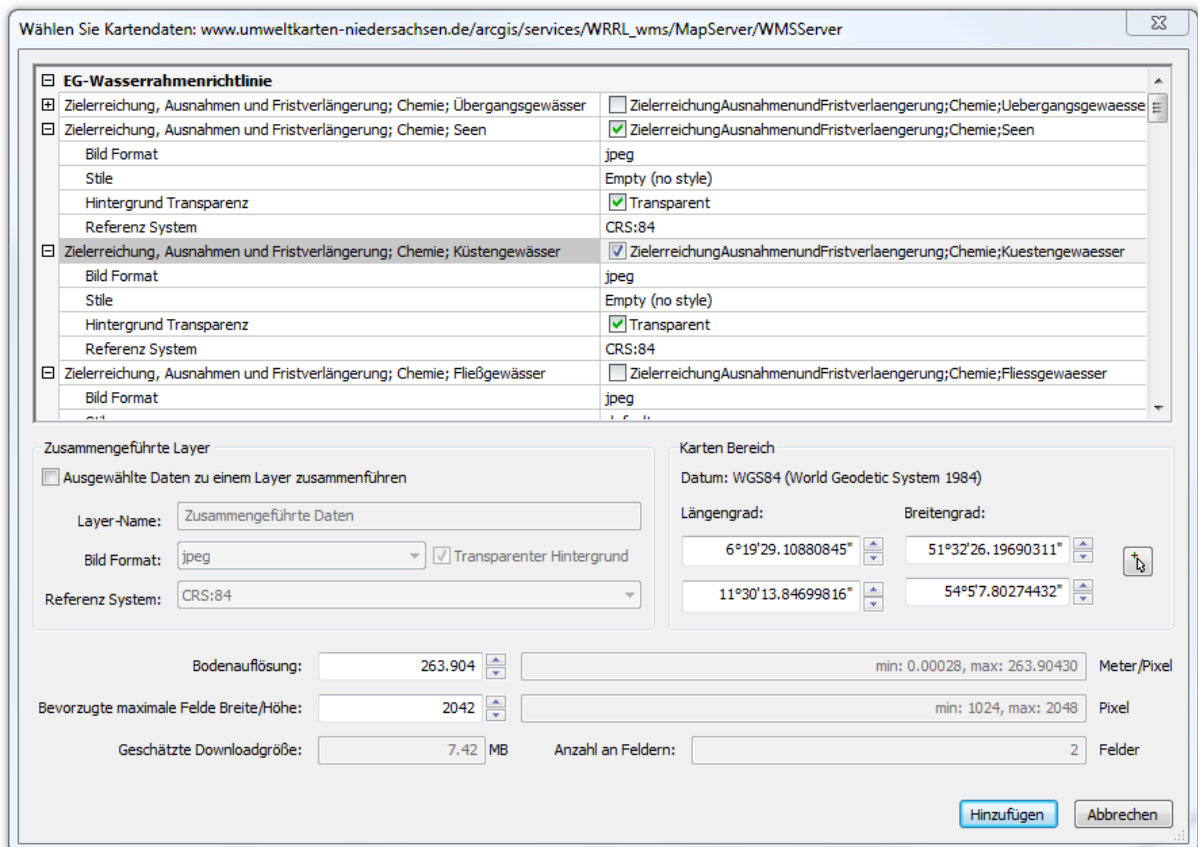 Wählen Sie Kartendaten: www.umweltkarten-niedersachsen.de/arcgis/services/WRRL_wms/MapServer/WMSServer
EG-Wasserrahmenrichtlinie
Zielerreichung, Ausnahmen und Fristverlängerung; Chemie; Übergangsgewässer ZielerreichungAusnahmenundFristverlaengerung;Chemie;Uebergangsgewaesse
Zielerreichung, Ausnahmen und Fristverlängerung; Chemie; Seen ZielerreichungAusnahmenundFristverlaengerung;Chemie;Seen
Bild Format jpeg
Stile Empty (no style)
Hintergrund Transparenz Transparent
Referenz System CRS:84
Zielerreichung, Ausnahmen und Fristverlängerung; Chemie; Küstengewässer ZielerreichungAusnahmenundFristverlaengerung;Chemie;Kuestengewaesser
Bild Format jpeg
Stile Empty (no style)
Hintergrund Transparenz Transparent
Referenz System CRS:84
Zielerreichung, Ausnahmen und Fristverlängerung; Chemie; Fließgewässer ZielerreichungAusnahmenundFristverlaengerung;Chemie;Fliessgewaesser
Bild Format jpeg
Zusammengeführte Layer
Ausgewählte Daten zu einem Layer zusammenführen
Layer-Name: Zusammengeführte Daten
Bild Format: jpeg Transparenter Hintergrund
Referenz System: CRS:84
Karten Bereich
Datum: WGS84 (World Geodetic System 1984)
Längengrad: Breitengrad:
6°19'29.10880845" 51°32'26.19690311"
11°30'13.84699816" 54°5'7.80274432"
Bodenauflösung: 263.904 min: 0.00028, max: 263.90430 Meter/Pixel
Bevorzugte maximale Felde Breite/Höhe: 2042 min: 1024, max: 2048 Pixel
Geschätzte Downloadgröße: 7.42 MB Anzahl an Feldern: 2 Felder
Hinzufügen Abbrechen